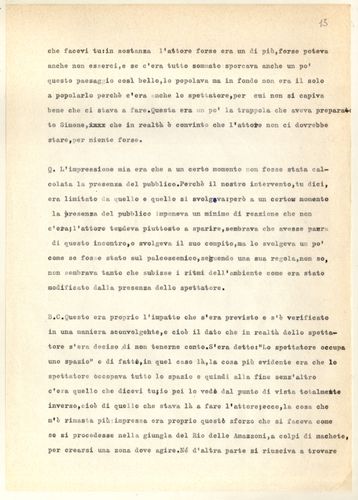 15
che facevi tu:in sostanza l'attore forse era un di più,forse poteva
anche non esserci,e se c'era tutto sommato sporcava anche un po'
questo paesaggio così bello,lo popolava ma in fondo non era il solo
a popolarlo perchè c'era anche lo spettatore,per cui non si capiva
bene che ci stava a fare.Questa era un po' la trappola che aveva prepara
to Simone,xxxx che in realtà è convinto che l'attore non ci dovrebbe
stare,per niente forse.
Q. L'impressione mia era che a un certo momento non fosse stata cal-
colata la presenza del pubblico.Perchè il nostro intervento,tu dici,
era limitato da quello e quello si svolgeva:però a un certow momento
la presenza del pubblico imponeva un minimo di reazione che non
c'era;l'attore tendeva piuttosto a sparire,sembrava che avesse paura
di questo incontro,o svolgeva il suo compito,ma lo svolgeva un po'
come se fosse stato sul palcoscenico,seguendo una sua regola,non so,
non sembrava tanto che subisse i ritmi dell'ambiente come era stato
modificato dalla presenza dello spettatore.
S.C.Questo era proprio l'impatto che s'era previsto e s'è verificato
in una maniera sconvolgente,e cioè il dato che in realtà dello spetta-
tore s'era deciso di non tenerne conto.S'era detto:"Lo spettatore occupa
uno spazio" e di fatti,in quel caso là,la cosa più evidente era che lo
spettatore occupava tutto lo spazio e quindi alla fine senz'altro
c'era quello che dicevi tu;io poi lo vedo dal punto di vista totalmente
inverso,cioè di quello che stava là a fare l'attore:ecco,la cosa che
m'è rimasta più impressa era proprio questo sforzo che si faceva come
se si procedesse nella giungla del Rio delle Amazzoni,a colpi di machete,
per crearsi una zona dove agire.Nè d'altra parte si riusciva a trovare